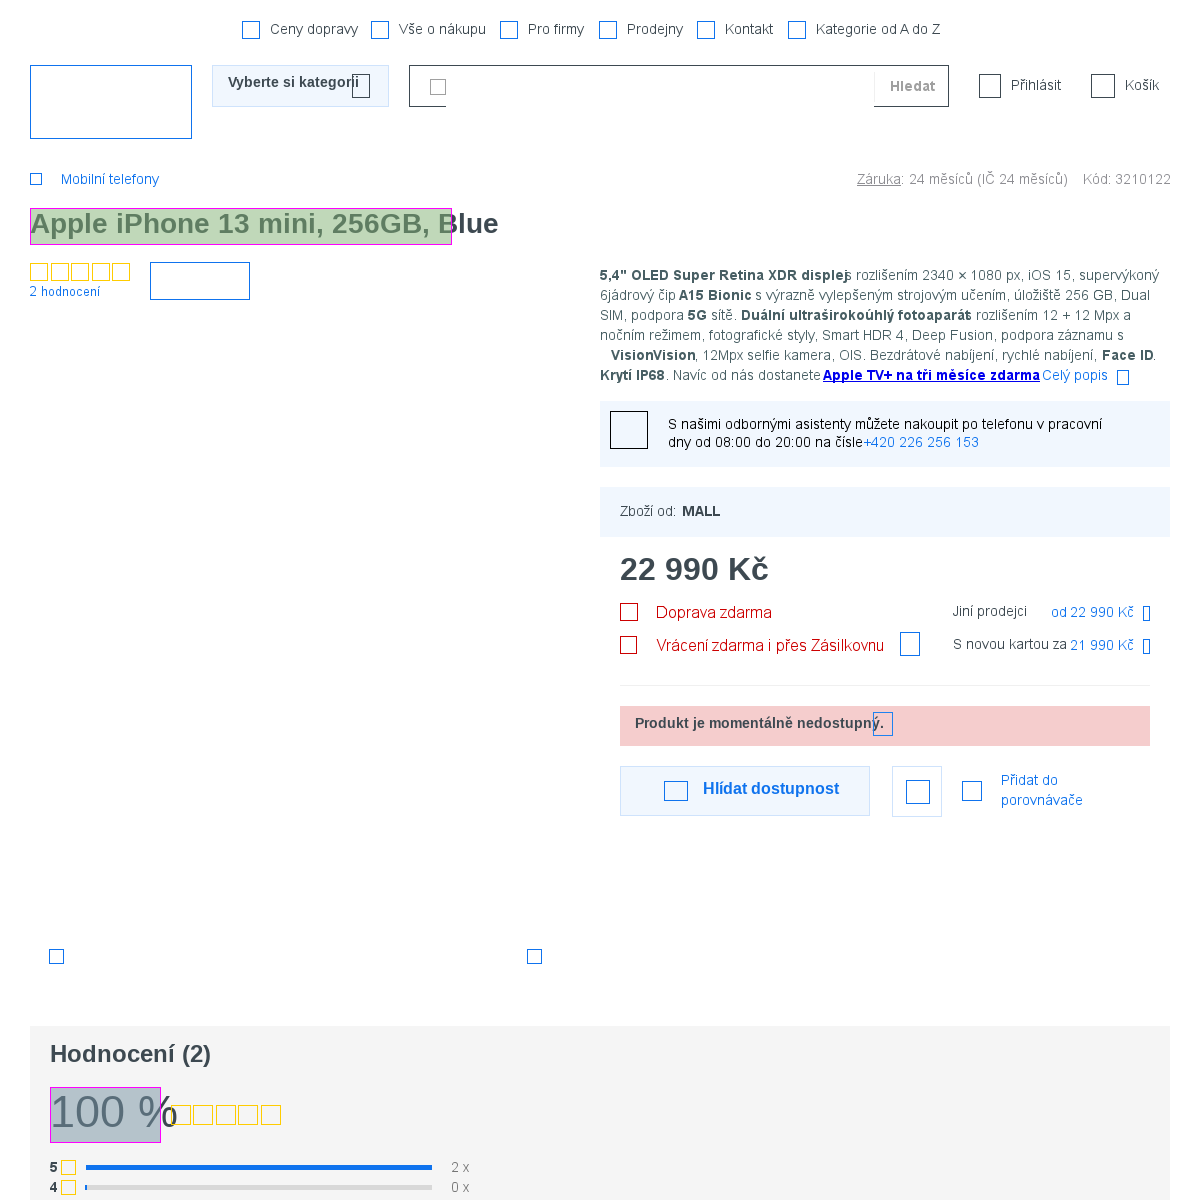 Ceny dopravy Vše o nákupu Pro firmy Prodejny Kontakt Kategorie od A do Z
Vyberte si kategorii Hledat Přihlásit Košík
Mobilní telefony Záruka: 24 měsíců (IČ 24 měsíců) Kód: 3210122
Apple iPhone 13 mini, 256GB, Blue
2 hodnocení
5,4" OLED Super Retina XDR displej s rozlišením 2340 × 1080 px, iOS 15, supervýkoný
6jádrový čip A15 Bionic s výrazně vylepšeným strojovým učením, úložiště 256 GB, Dual
SIM, podpora 5G sítě. Duální ultraširokoúhlý fotoaparát s rozlišením 12 + 12 Mpx a
nočním režimem, fotografické styly, Smart HDR 4, Deep Fusion, podpora záznamu s
VisionVision, 12Mpx selfie kamera, OIS. Bezdrátové nabíjení, rychlé nabíjení, Face ID.
Krytí IP68. Navíc od nás dostanete Apple TV+ na tři měsíce zdarma Celý popis
S našimi odbornými asistenty můžete nakoupit po telefonu v pracovní
dny od 08:00 do 20:00 na čísle +420 226 256 153
Zboží od: MALL
22 990 Kč
Doprava zdarma Jiní prodejci od 22 990 Kč
Vrácení zdarma i přes Zásilkovnu S novou kartou za 21 990 Kč
Produkt je momentálně nedostupný.
Hlídat dostupnost Přidat do
porovnávače
Hodnocení (2)
100 %
5 2 x
4 0 x